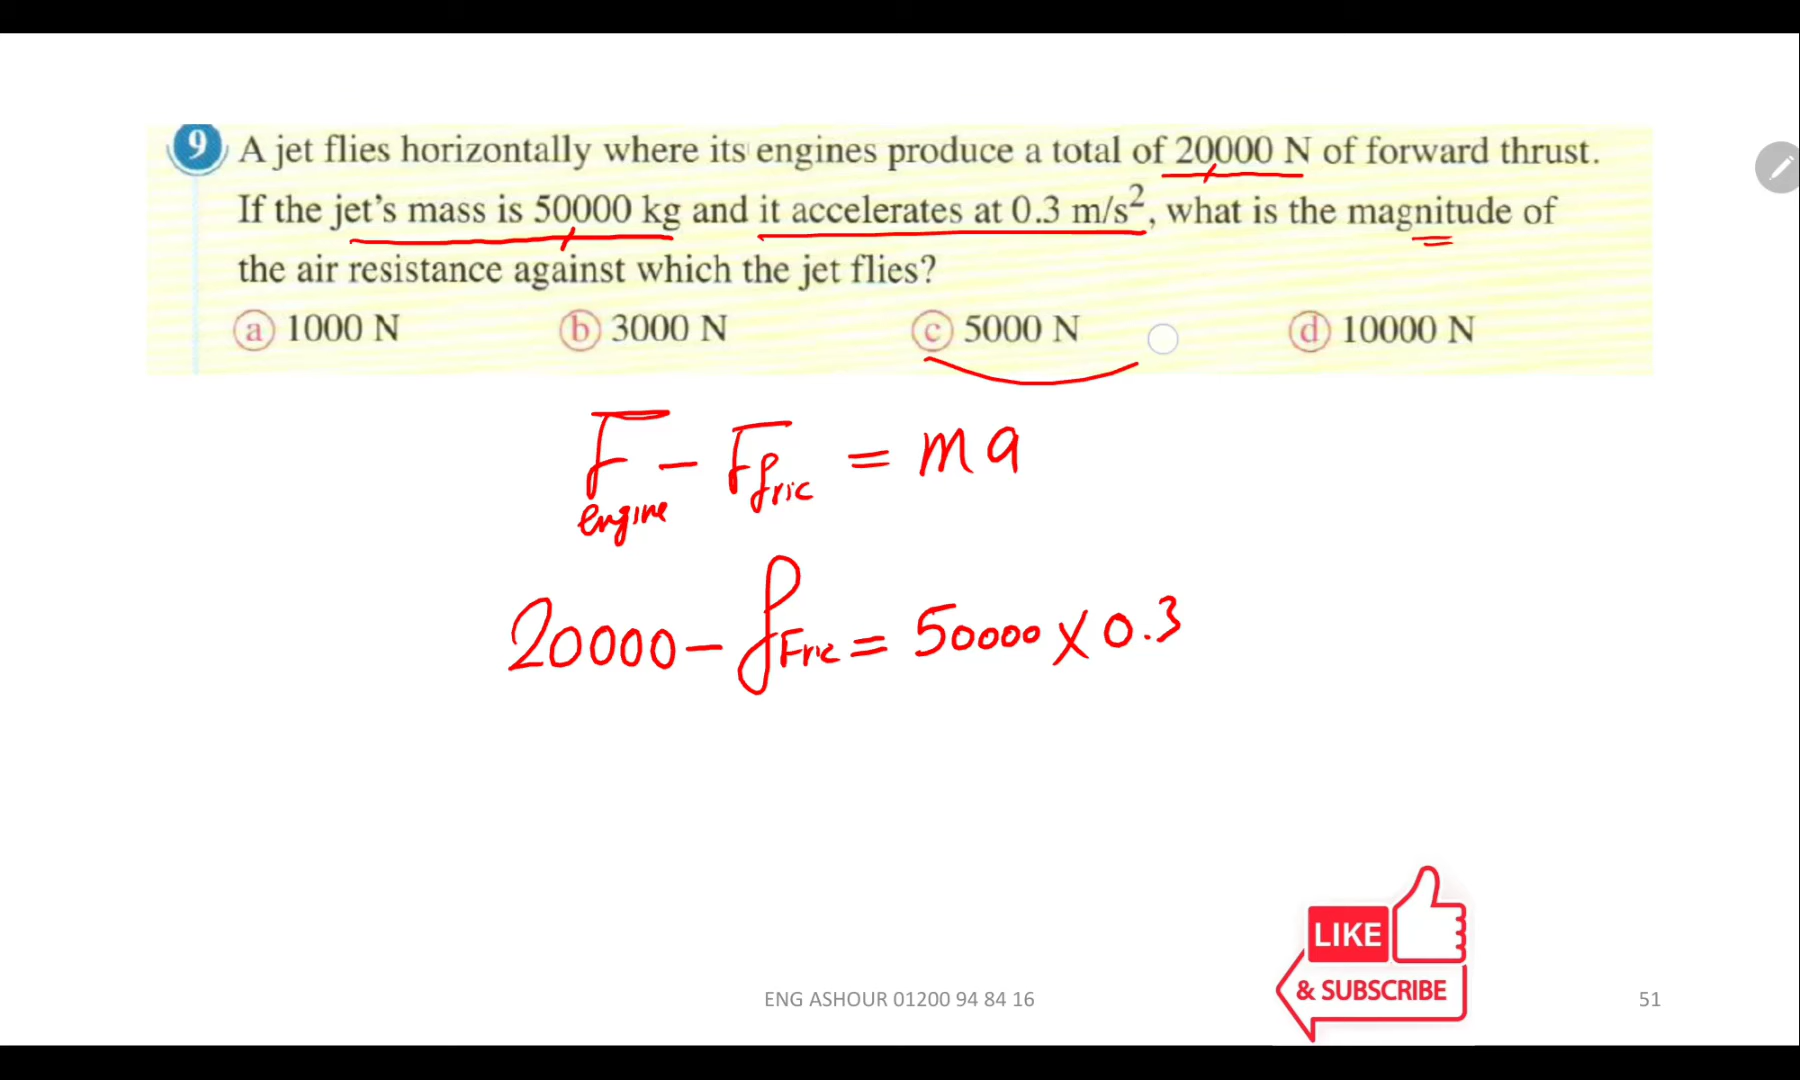 9 A jet flies horizontally where its engines produce a total of 20000 N of forward thrust.
If the jet's mass is 50000 kg and it accelerates at 0.3 m/s², what is the magnitude of
the air resistance against which the jet flies?
a 1000 N b 3000 N c 5000 N d 10000 N
F engine - F fric = ma
20000 - f Fric = 50000 × 0.3
LIKE
& SUBSCRIBE
ENG ASHOUR 01200 94 84 16
51